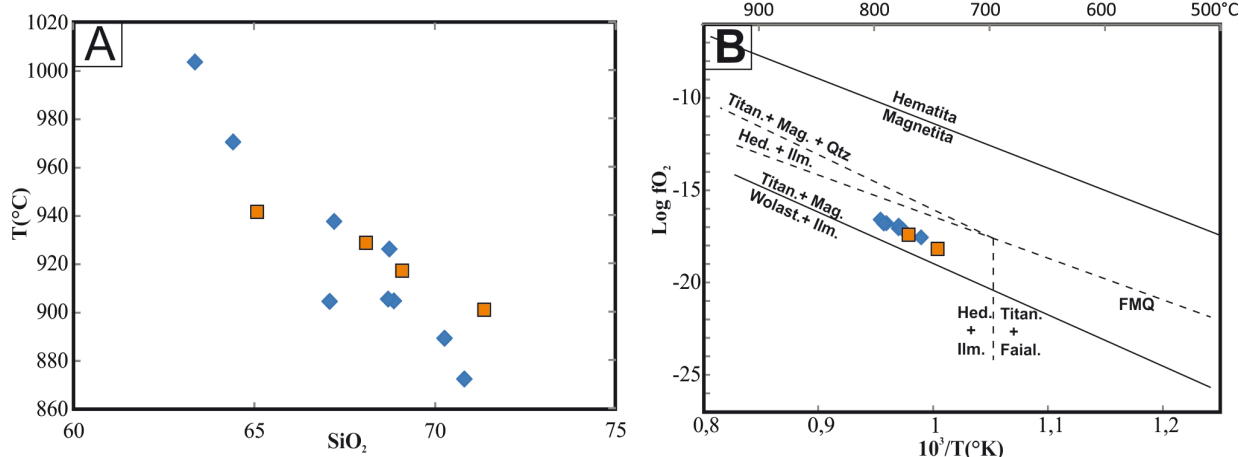 A
1020
1000
980
960
940
920
900
880
860
T(°C)
60
65
70
75
SiO₂
B
900
800
700
600
500°C
-10
-15
-20
-25
Log fO₂
Hematita
Magnetita
Titan.+ Mag. + Qtz
Hed. + Ilm.
Titan.+ Mag.
Wolast.+ Ilm.
FMQ
Hed.
+
Ilm.
Titan.
+
Faial.
0,8
0,9
1
1,1
1,2
10³/T(°K)